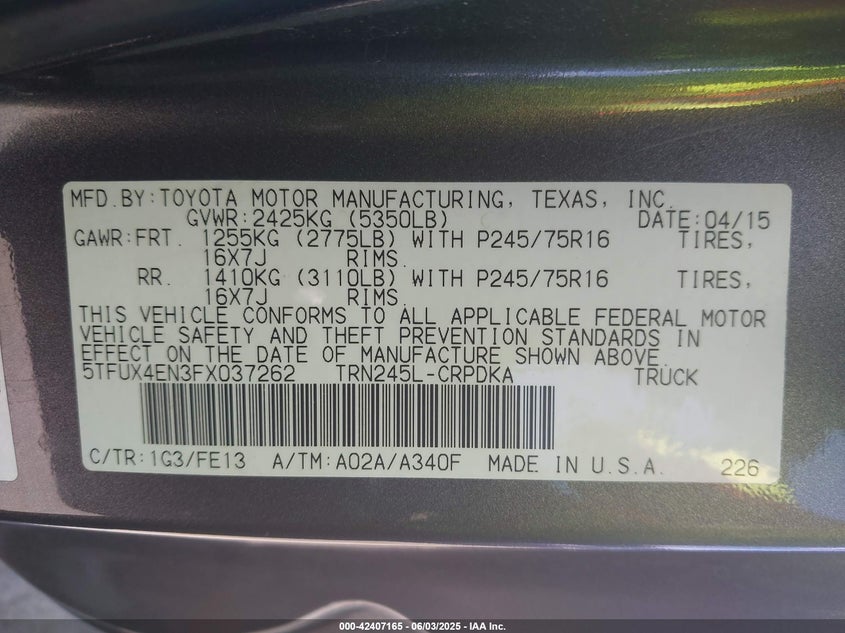 MFD.BY:TOYOTA MOTOR MANUFACTURING, TEXAS, INC.
GVWR:2425KG (5350LB) DATE:04/15
GAWR:FRT. 1255KG (2775LB) WITH P245/75R16 TIRES,
16X7J RIMS.
RR. 1410KG (3110LB) WITH P245/75R16 TIRES,
16X7J RIMS.
THIS VEHICLE CONFORMS TO ALL APPLICABLE FEDERAL MOTOR
VEHICLE SAFETY AND THEFT PREVENTION STANDARDS IN
EFFECT ON THE DATE OF MANUFACTURE SHOWN ABOVE.
5TFUX4EN3FX037262 TRN245L-CRPDKA TRUCK
C/TR:1G3/FE13 A/TM:A02A/A340F MADE IN U.S.A. 226
000-42407165 - 06/03/2025 - IAA Inc.